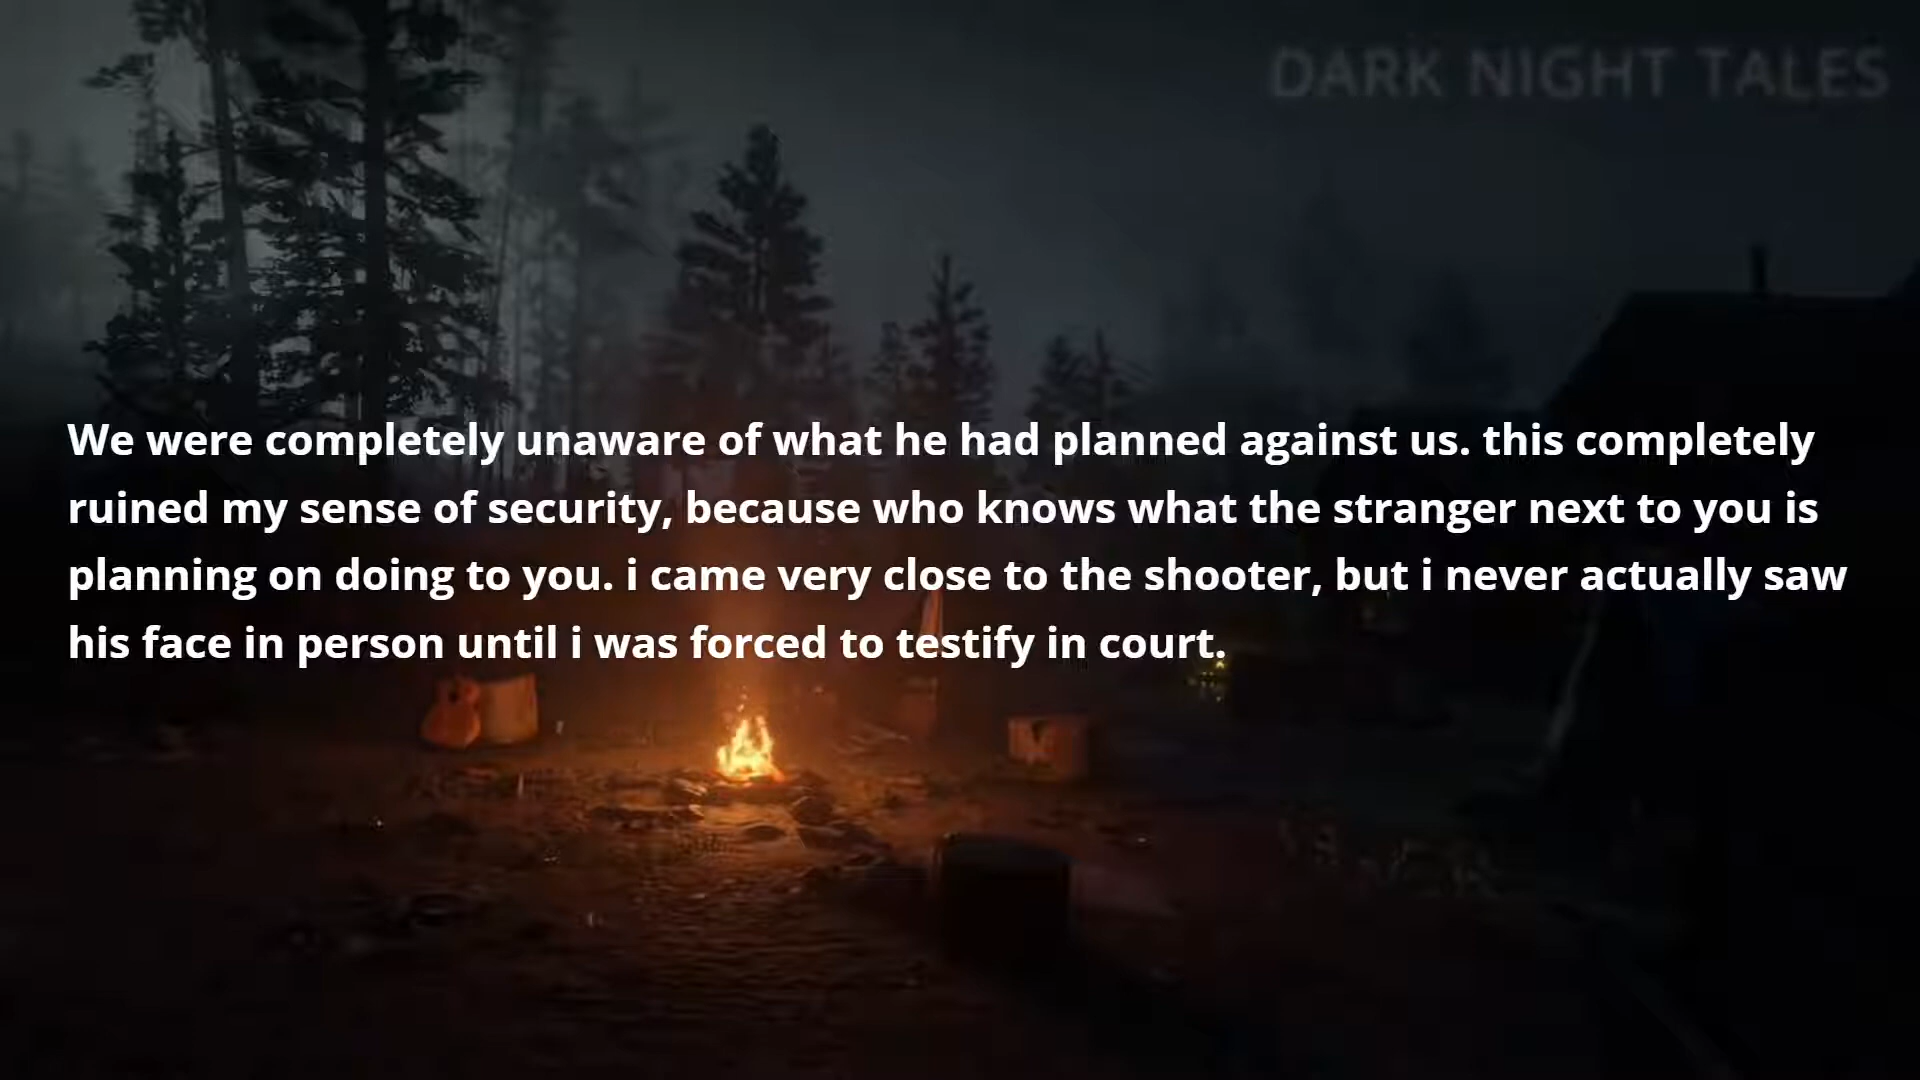 DARK NIGHT TALES
We were completely unaware of what he had planned against us. this completely
ruined my sense of security, because who knows what the stranger next to you is
planning on doing to you. i came very close to the shooter, but i never actually saw
his face in person until i was forced to testify in court.